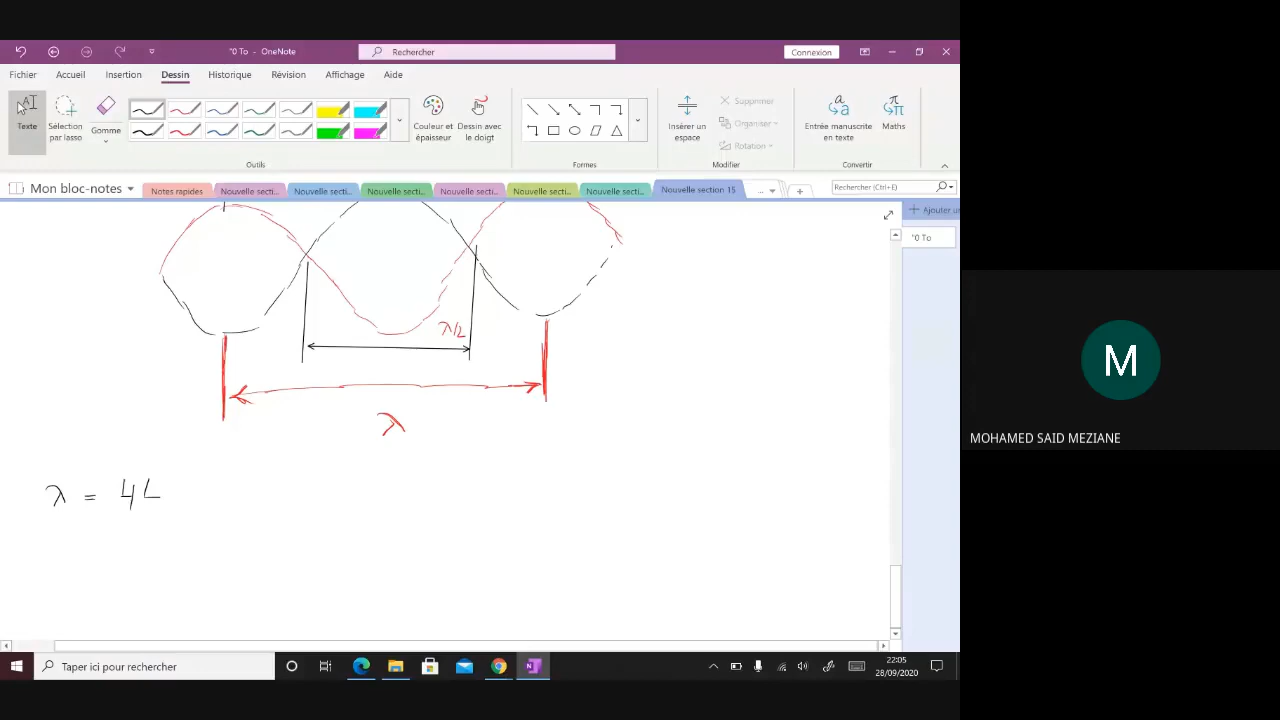 "0 To - OneNote
Rechercher
Connexion
Fichier Accueil Insertion Dessin Historique Révision Affichage Aide
Texte
Sélection par lasso
Gomme
Couleur et épaisseur
Dessin avec le doigt
Insérer un espace
Supprimer
Organiser
Rotation
Entrée manuscrite en texte
Maths
Outils
Formes
Modifier
Convertir
Mon bloc-notes
Notes rapides
Nouvelle secti...
Nouvelle secti...
Nouvelle secti...
Nouvelle secti...
Nouvelle secti...
Nouvelle secti...
Nouvelle section 15
...
Rechercher (Ctrl+E)
+ Ajouter un
"0 To
λ/2
λ
λ = 4L
M
MOHAMED SAID MEZIANE
Taper ici pour rechercher
22:05
28/09/2020